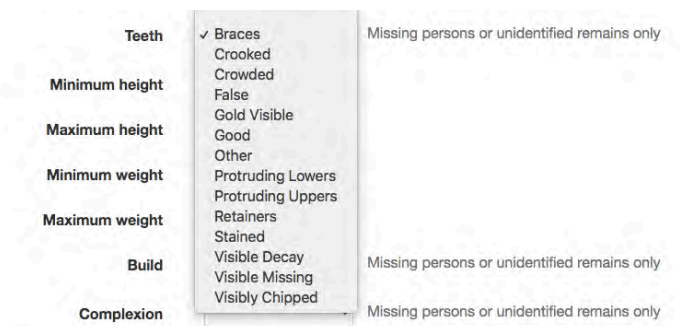 Teeth ✓ Braces Missing persons or unidentified remains only
Crooked
Crowded
Minimum height
False
Gold Visible
Maximum height
Good
Other
Minimum weight Protruding Lowers
Protruding Uppers
Maximum weight Retainers
Stained
Build Visible Decay Missing persons or unidentified remains only
Visible Missing
Visibly Chipped
Complexion Missing persons or unidentified remains only